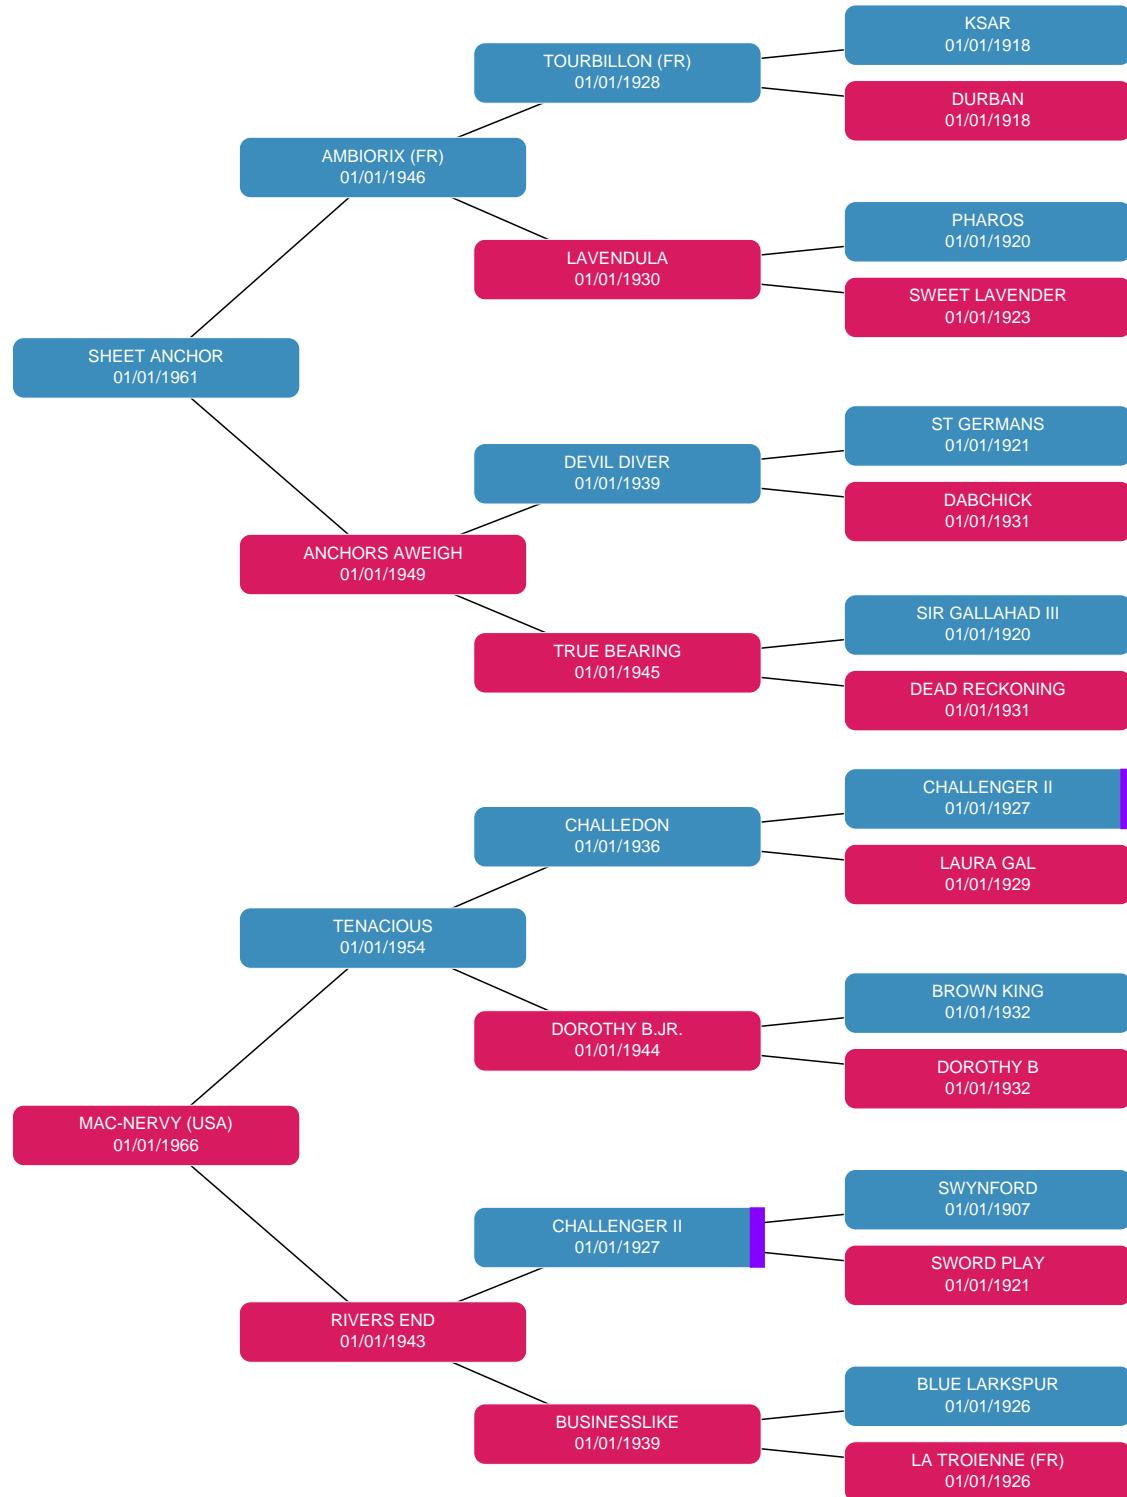 KSAR
01/01/1918
TOURBILLON (FR)
01/01/1928
DURBAN
01/01/1918
AMBIORIX (FR)
01/01/1946
PHAROS
01/01/1920
LAVENDULA
01/01/1930
SWEET LAVENDER
01/01/1923
SHEET ANCHOR
01/01/1961
ST GERMANS
01/01/1921
DEVIL DIVER
01/01/1939
DABCHICK
01/01/1931
ANCHORS AWEIGH
01/01/1949
SIR GALLAHAD III
01/01/1920
TRUE BEARING
01/01/1945
DEAD RECKONING
01/01/1931
CHALLENGER II
01/01/1927
CHALLEDON
01/01/1936
LAURA GAL
01/01/1929
TENACIOUS
01/01/1954
BROWN KING
01/01/1932
DOROTHY B.JR.
01/01/1944
DOROTHY B
01/01/1932
MAC-NERVY (USA)
01/01/1966
SWYNFORD
01/01/1907
CHALLENGER II
01/01/1927
SWORD PLAY
01/01/1921
RIVERS END
01/01/1943
BLUE LARKSPUR
01/01/1926
BUSINESSLIKE
01/01/1939
LA TROIENNE (FR)
01/01/1926